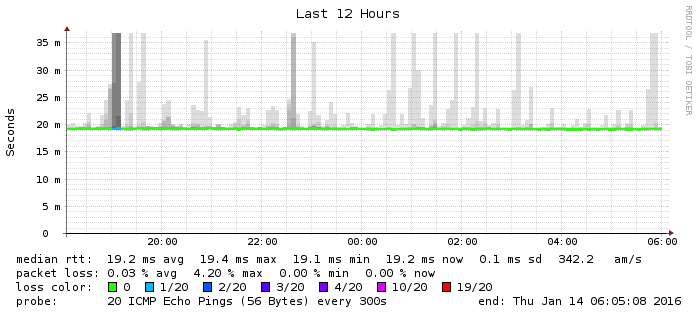 Last 12 Hours
RRDTOOL / TOBI OETIKER
Seconds
35 m
30 m
25 m
20 m
15 m
10 m
5 m
0
20:00 22:00 00:00 02:00 04:00 06:00
median rtt: 19.2 ms avg 19.4 ms max 19.1 ms min 19.2 ms now 0.1 ms sd 342.2 am/s
packet loss: 0.03 % avg 4.20 % max 0.00 % min 0.00 % now
loss color: 0 1/20 2/20 3/20 4/20 10/20 19/20
probe: 20 ICMP Echo Pings (56 Bytes) every 300s end: Thu Jan 14 06:05:08 2016